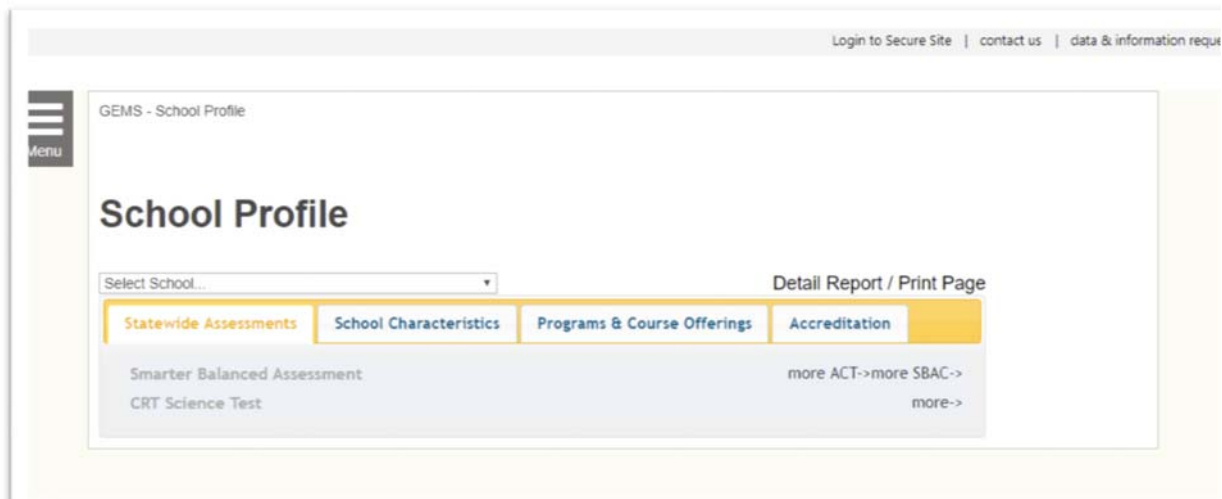 Login to Secure Site | contact us | data & information reque
Menu
GEMS - School Profile
School Profile
Select School...
Detail Report / Print Page
Statewide Assessments School Characteristics Programs & Course Offerings Accreditation
Smarter Balanced Assessment more ACT->more SBAC->
CRT Science Test more->